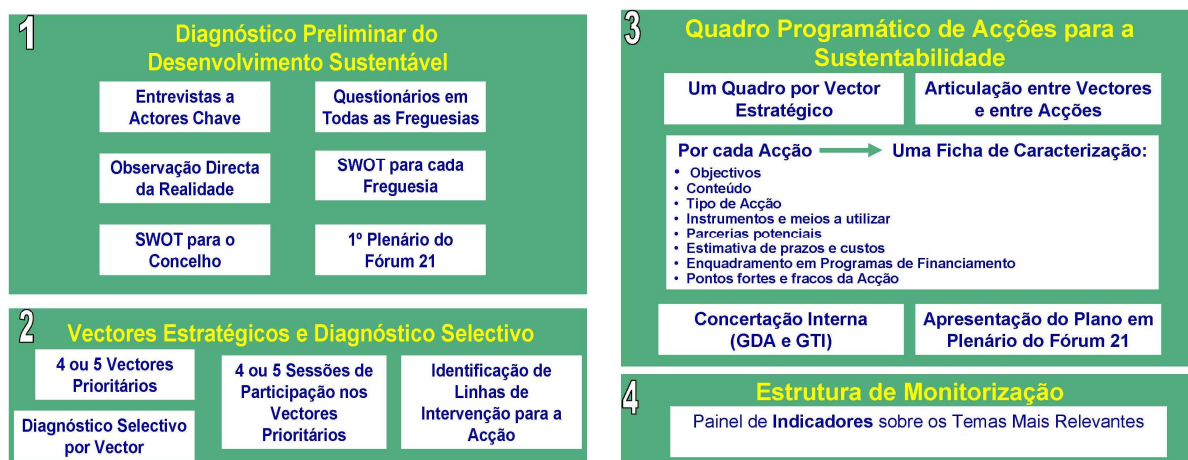 1
Diagnóstico Preliminar do
Desenvolvimento Sustentável
Entrevistas a
Actores Chave
Questionários em
Todas as Freguesias
Observação Directa
da Realidade
SWOT para cada
Freguesia
SWOT para o
Concelho
1º Plenário do
Fórum 21
2
Vectores Estratégicos e Diagnóstico Selectivo
4 ou 5 Vectores
Prioritários
Diagnóstico Selectivo
por Vector
4 ou 5 Sessões de
Participação nos
Vectores
Prioritários
Identificação de
Linhas de
Intervenção para a
Acção
3
Quadro Programático de Acções para a
Sustentabilidade
Um Quadro por Vector
Estratégico
Articulação entre Vectores
e entre Acções
Por cada Acção Uma Ficha de Caracterização:
• Objectivos
• Conteúdo
• Tipo de Acção
• Instrumentos e meios a utilizar
• Parcerias potenciais
• Estimativa de prazos e custos
• Enquadramento em Programas de Financiamento
• Pontos fortes e fracos da Acção
Concertação Interna
(GDA e GTI)
Apresentação do Plano em
Plenário do Fórum 21
4
Estrutura de Monitorização
Painel de Indicadores sobre os Temas Mais Relevantes